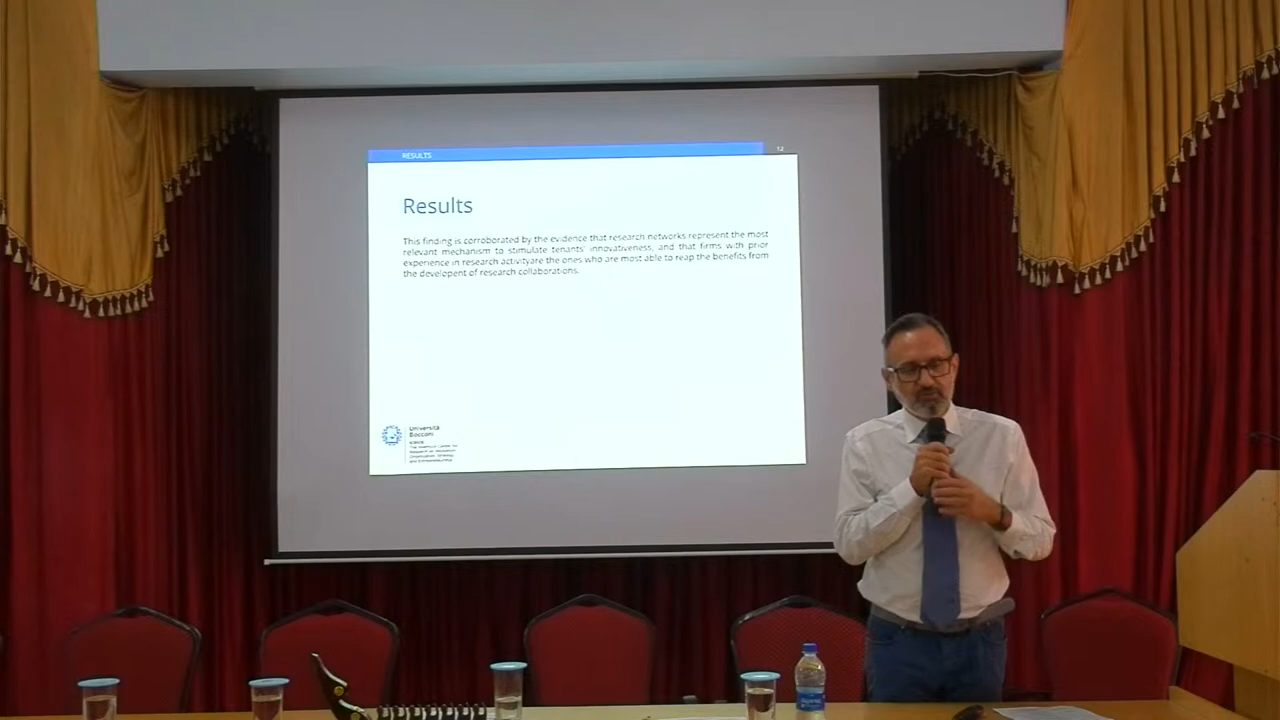 RESULTS
12
Results
This finding is corroborated by the evidence that research networks represent the most
relevant mechanism to stimulate tenants' innovativeness, and that firms with prior
experience in research activityare the ones who are most able to reap the benefits from
the developent of research collaborations.
Università
Bocconi